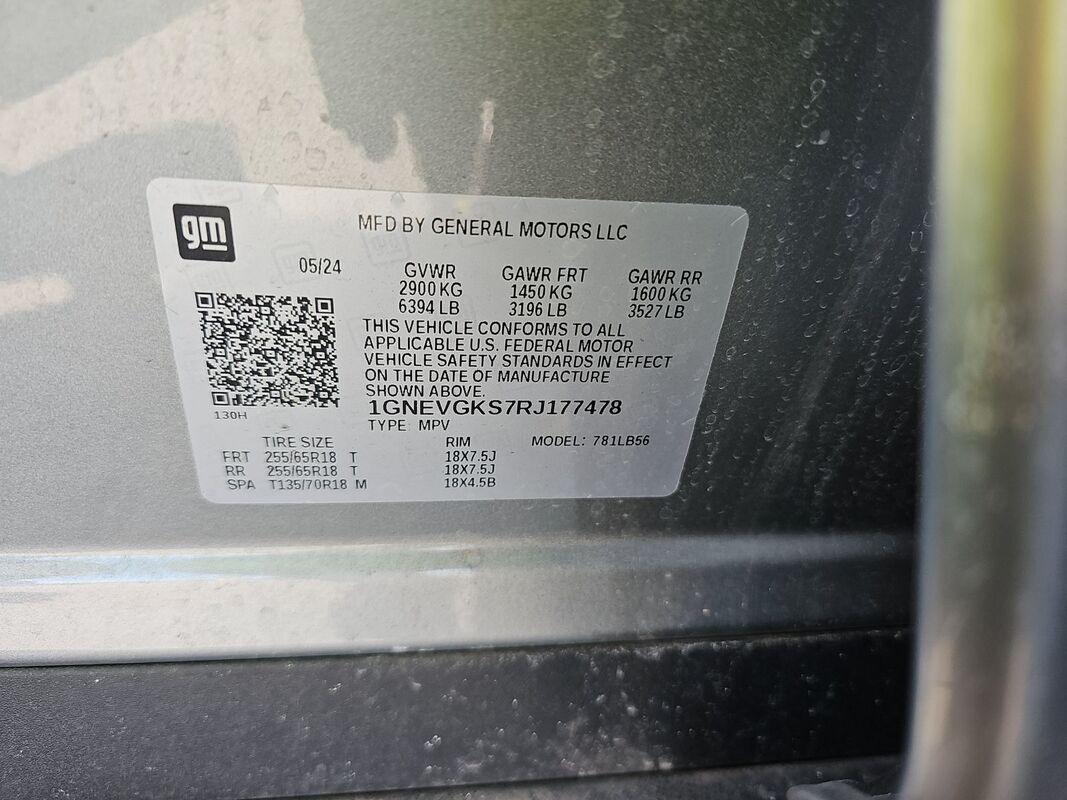 gm
MFD BY GENERAL MOTORS LLC
05/24
GVWR GAWR FRT GAWR RR
2900 KG 1450 KG 1600 KG
6394 LB 3196 LB 3527 LB
THIS VEHICLE CONFORMS TO ALL
APPLICABLE U.S. FEDERAL MOTOR
VEHICLE SAFETY STANDARDS IN EFFECT
ON THE DATE OF MANUFACTURE
SHOWN ABOVE.
130H
1GNEVGKS7RJ177478
TYPE: MPV
TIRE SIZE RIM MODEL: 781LB56
FRT 255/65R18 T 18X7.5J
RR 255/65R18 T 18X7.5J
SPA T135/70R18 M 18X4.5B